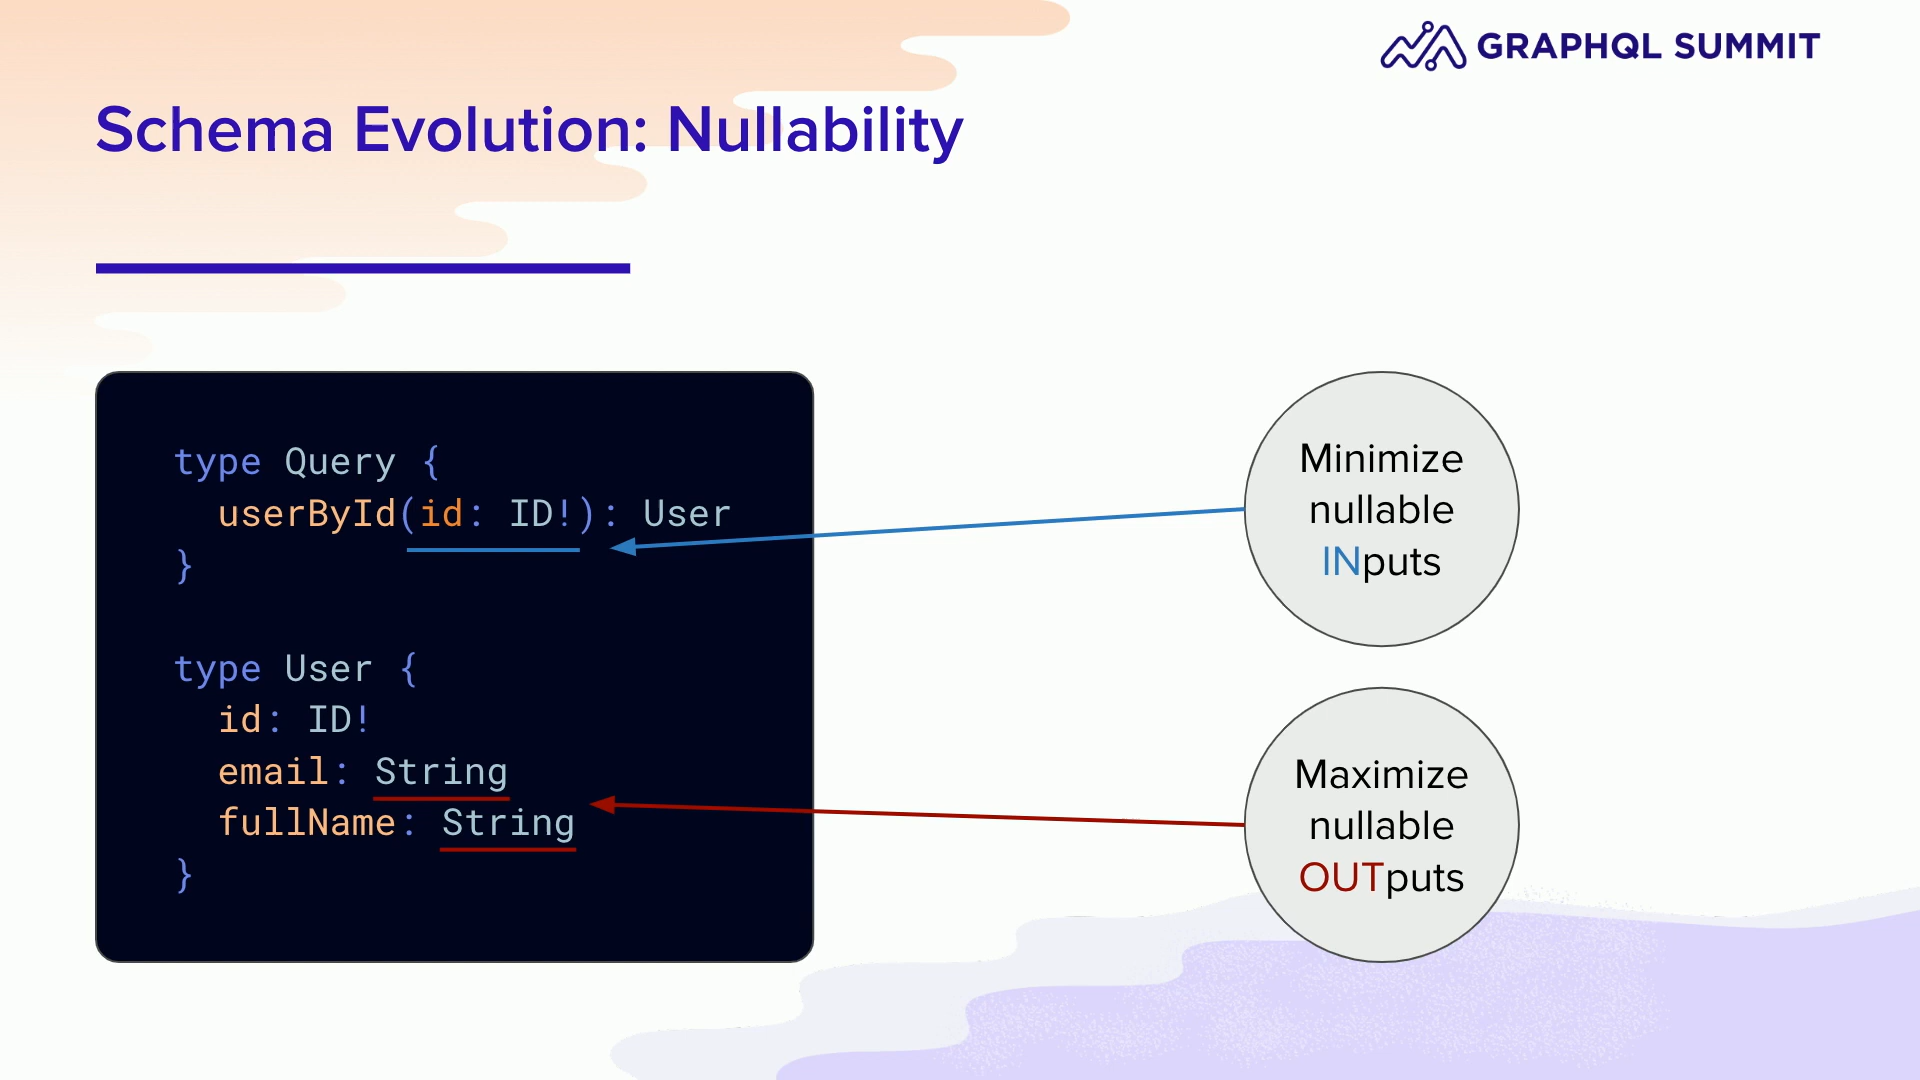 GRAPHQL SUMMIT
Schema Evolution: Nullability
type Query {
  userById(id: ID!): User
}
type User {
  id: ID!
  email: String
  fullName: String
}
Minimize
nullable
INputs
Maximize
nullable
OUTputs